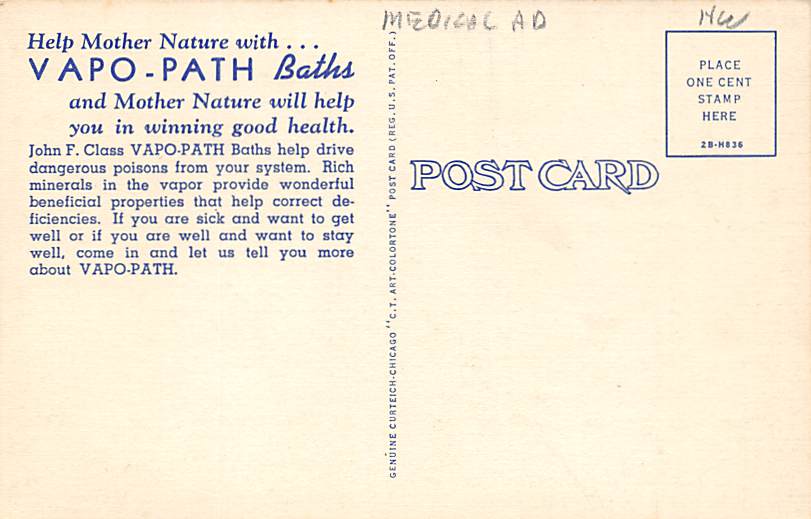 MEDICAL AD
Help Mother Nature with . . .
VAPO-PATH Baths
and Mother Nature will help
you in winning good health.
John F. Class VAPO-PATH Baths help drive
dangerous poisons from your system. Rich
minerals in the vapor provide wonderful
beneficial properties that help correct de-
ficiencies. If you are sick and want to get
well or if you are well and want to stay
well, come in and let us tell you more
about VAPO-PATH.
GENUINE CURTEICH-CHICAGO "C.T. ART-COLORTONE" POST CARD (REG. U.S. PAT. OFF.)
POST CARD
PLACE
ONE CENT
STAMP
HERE
2B-H836